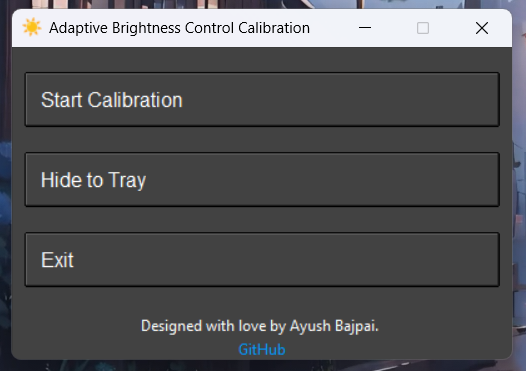 Adaptive Brightness Control Calibration
Start Calibration
Hide to Tray
Exit
Designed with love by Ayush Bajpai.
GitHub